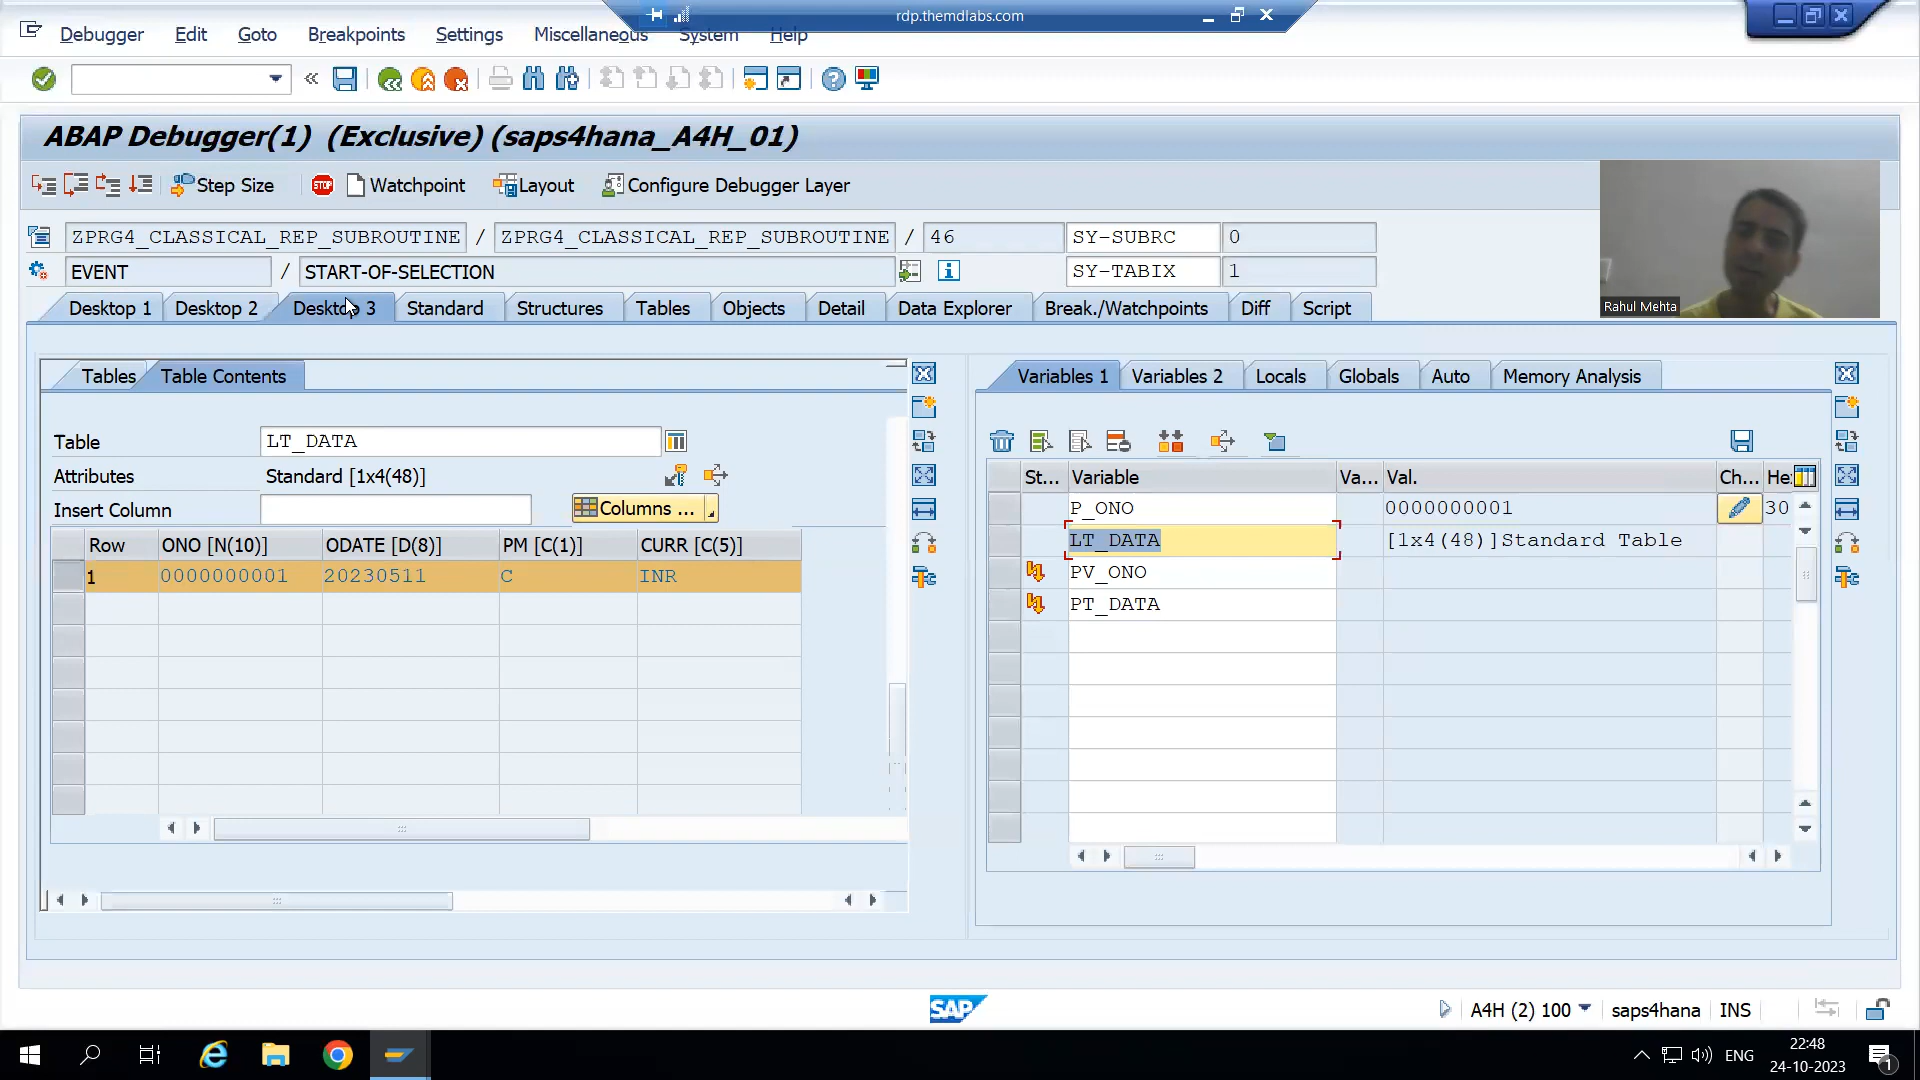 rdp.themdlabs.com
Debugger Edit Goto Breakpoints Settings Miscellaneous System Help
ABAP Debugger(1) (Exclusive) (saps4hana_A4H_01)
Step Size STOP Watchpoint Layout Configure Debugger Layer
ZPRG4_CLASSICAL_REP_SUBROUTINE / ZPRG4_CLASSICAL_REP_SUBROUTINE / 46 SY-SUBRC 0
EVENT / START-OF-SELECTION SY-TABIX 1
Rahul Mehta
Desktop 1 Desktop 2 Desktop 3 Standard Structures Tables Objects Detail Data Explorer Break./Watchpoints Diff Script
Tables Table Contents
Table LT_DATA
Attributes Standard [1x4(48)]
Insert Column Columns ...
Row ONO [N(10)] ODATE [D(8)] PM [C(1)] CURR [C(5)]
1 0000000001 20230511 C INR
Variables 1 Variables 2 Locals Globals Auto Memory Analysis
St... Variable Va... Val. Ch... He
P_ONO 0000000001 30
LT_DATA [1x4(48)]Standard Table
PV_ONO
PT_DATA
SAP A4H (2) 100 saps4hana INS
ENG 22:48
24-10-2023 1